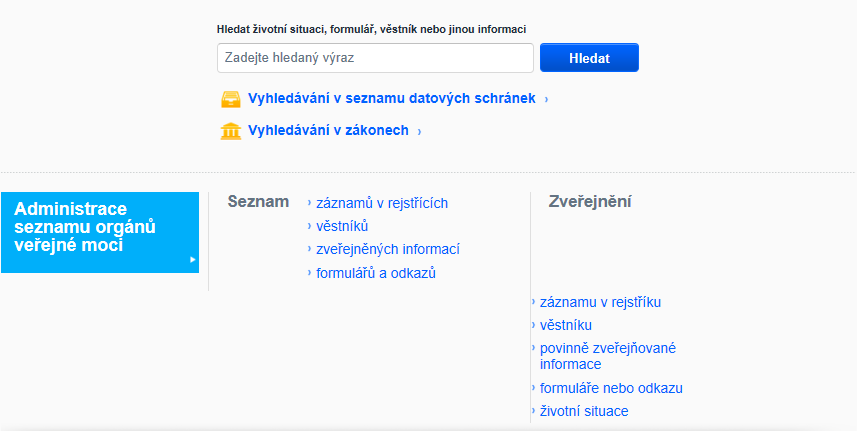 Hledat životní situaci, formulář, věstník nebo jinou informaci
Zadejte hledaný výraz
Hledat
Vyhledávání v seznamu datových schránek ›
Vyhledávání v zákonech ›
Administrace
seznamu orgánů
veřejné moci
Seznam
› záznamů v rejstřících
› věstníků
› zveřejněných informací
› formulářů a odkazů
Zveřejnění
› záznamu v rejstříku
› věstníku
› povinně zveřejňované
informace
› formuláře nebo odkazu
› životní situace